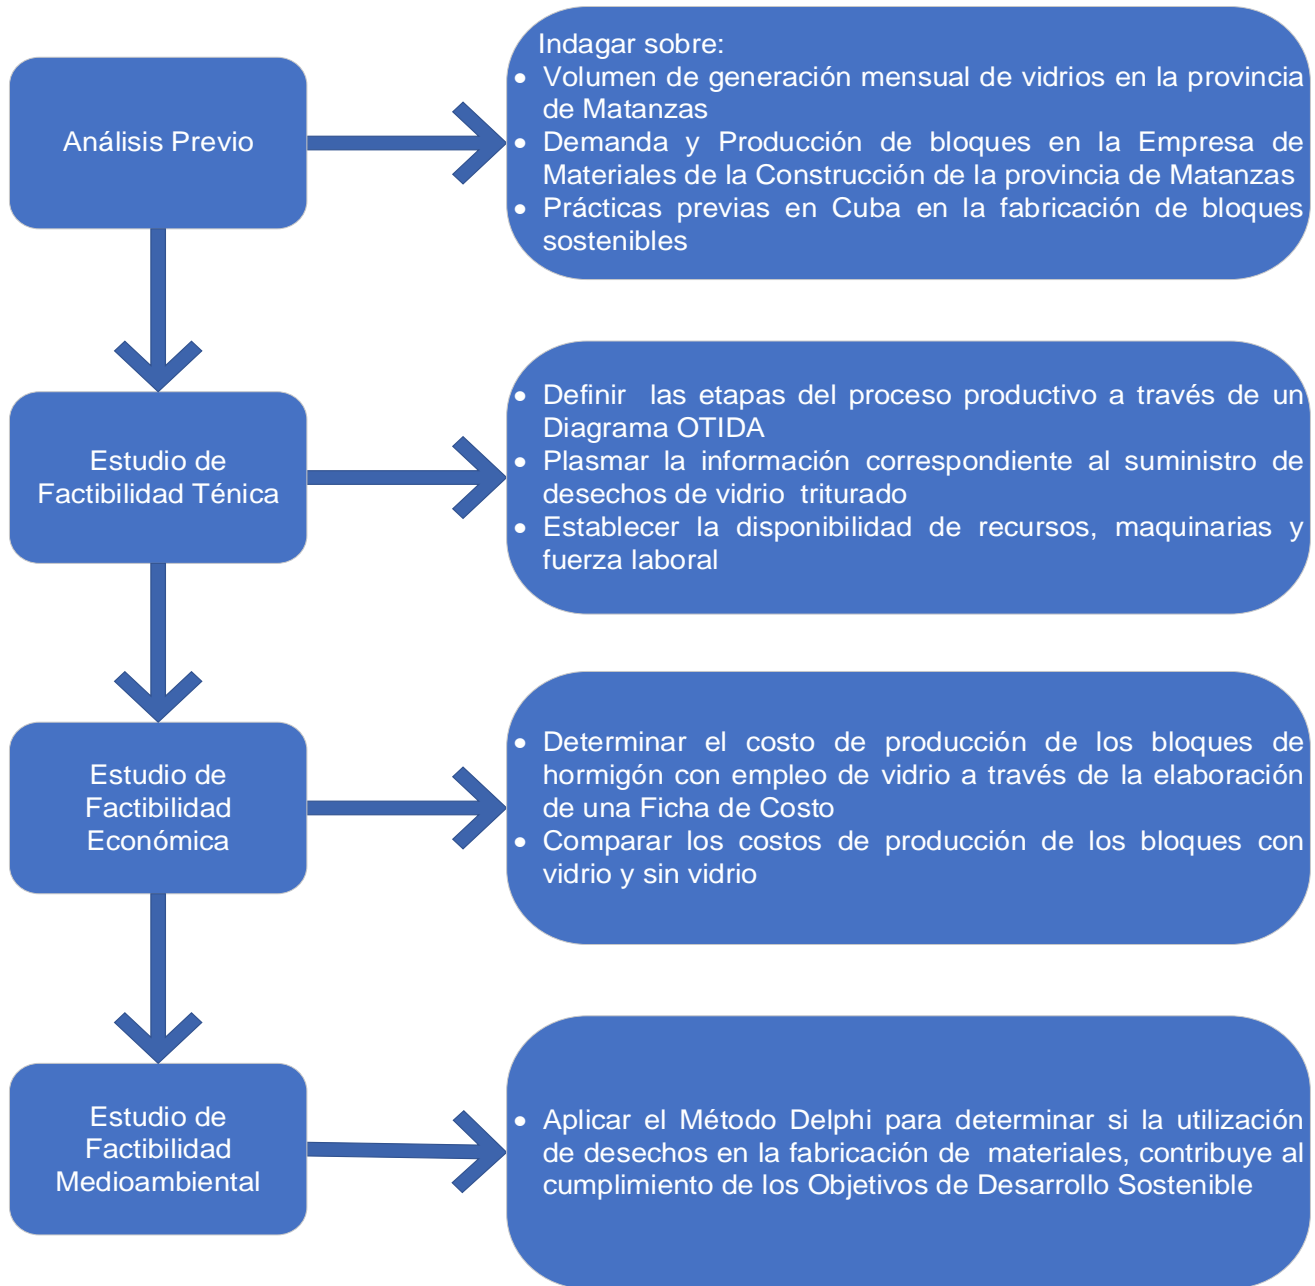 Análisis Previo
Indagar sobre:
• Volumen de generación mensual de vidrios en la provincia
de Matanzas
• Demanda y Producción de bloques en la Empresa de
Materiales de la Construcción de la provincia de Matanzas
• Prácticas previas en Cuba en la fabricación de bloques
sostenibles
Estudio de
Factibilidad Ténica
• Definir las etapas del proceso productivo a través de un
Diagrama OTIDA
• Plasmar la información correspondiente al suministro de
desechos de vidrio triturado
• Establecer la disponibilidad de recursos, maquinarias y
fuerza laboral
Estudio de
Factibilidad
Económica
• Determinar el costo de producción de los bloques de
hormigón con empleo de vidrio a través de la elaboración
de una Ficha de Costo
• Comparar los costos de producción de los bloques con
vidrio y sin vidrio
Estudio de
Factibilidad
Medioambiental
• Aplicar el Método Delphi para determinar si la utilización
de desechos en la fabricación de materiales, contribuye al
cumplimiento de los Objetivos de Desarrollo Sostenible